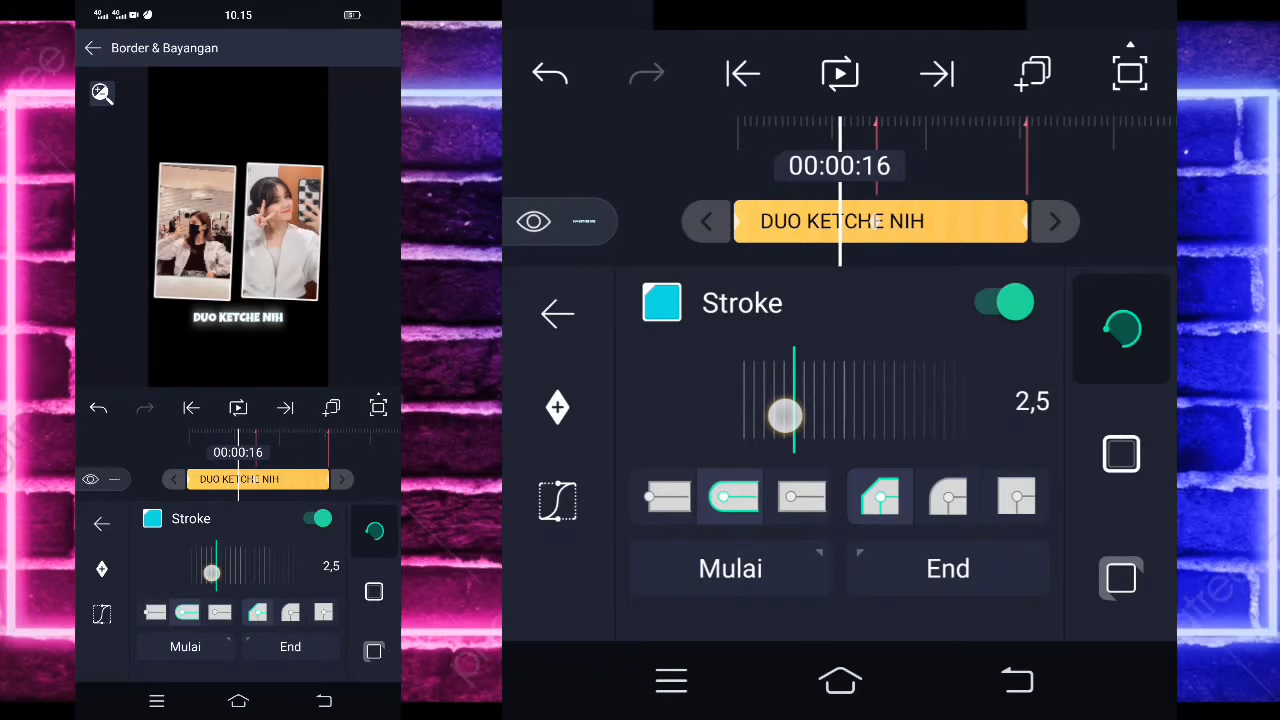 10.15
Border & Bayangan
DUO KETCHE NIH
00:00:16
DUO KETCHE NIH
Stroke
2,5
Mulai
End
00:00:16
DUO KETCHE NIH
Stroke
2,5
Mulai
End